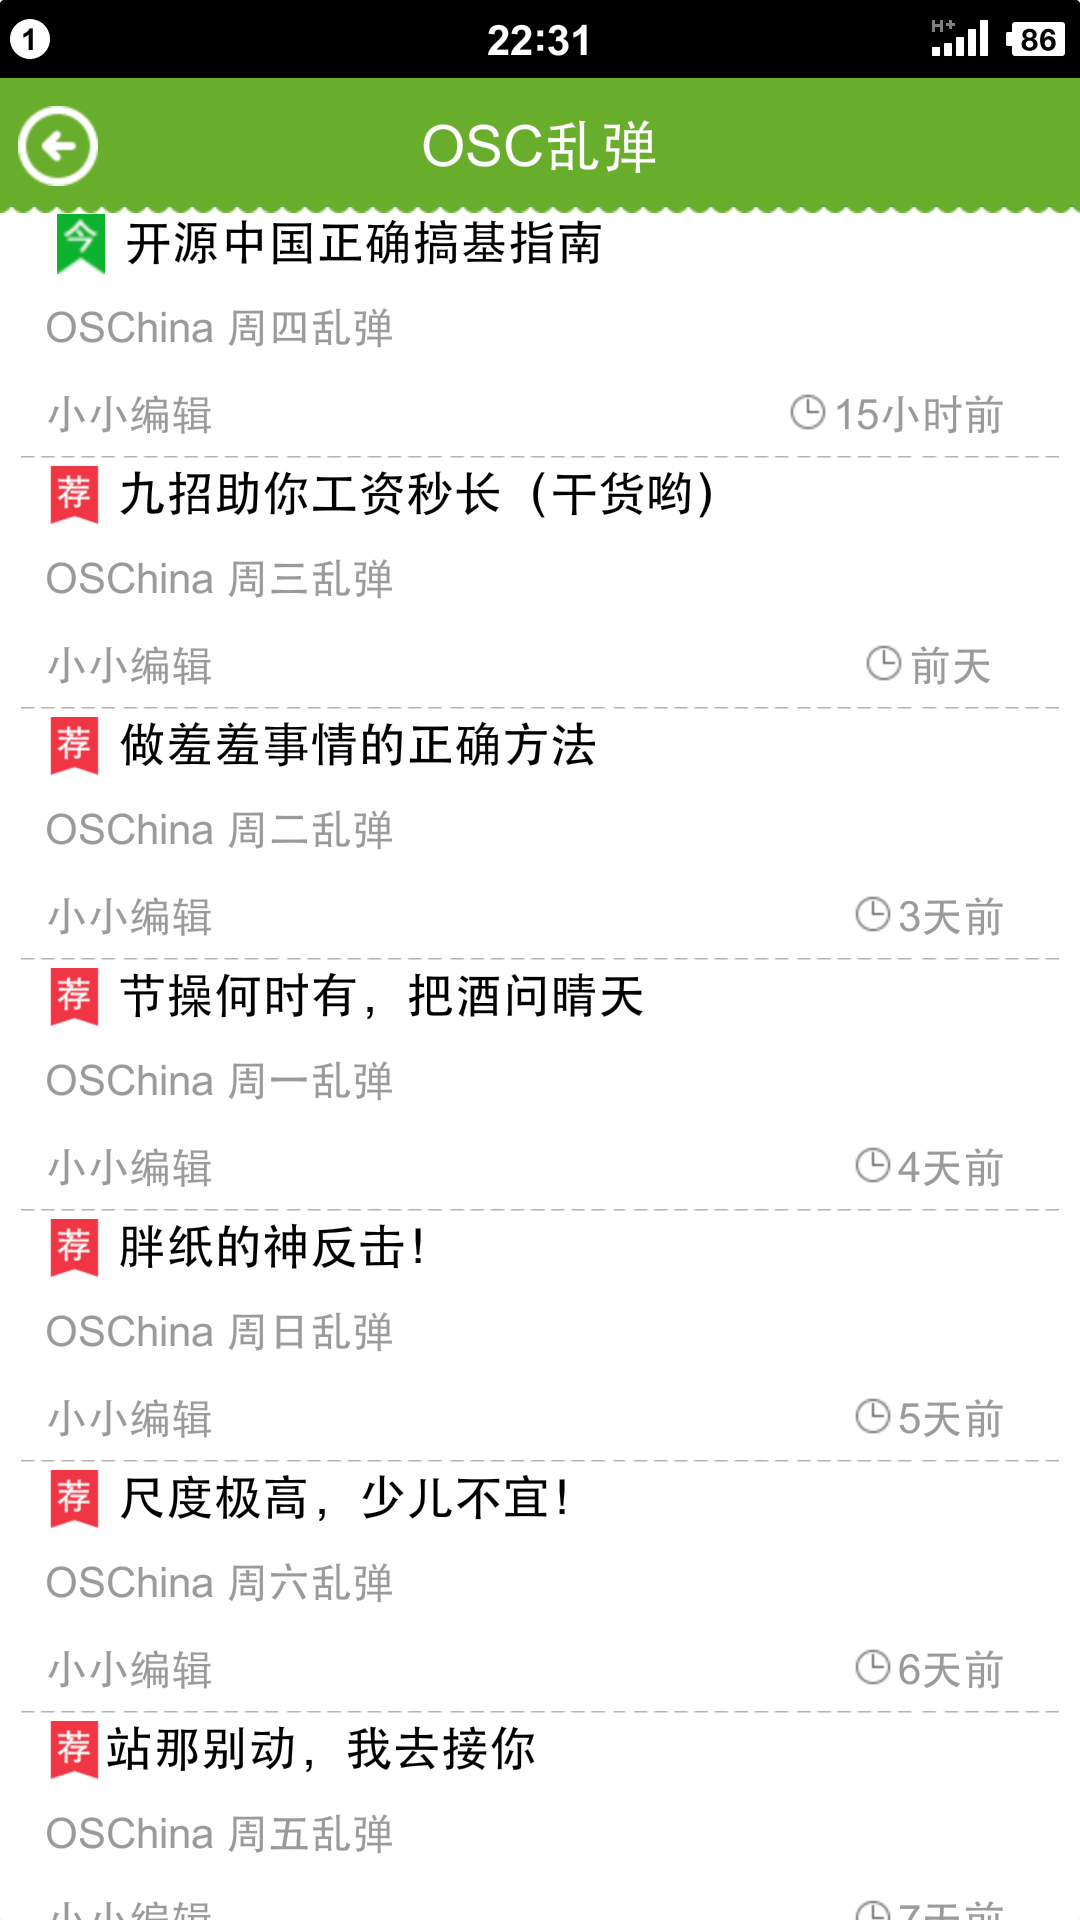 1
22:31
H+
86
OSC乱弹
今 开源中国正确搞基指南
OSChina 周四乱弹
小小编辑 15小时前
荐 九招助你工资秒长（干货哟）
OSChina 周三乱弹
小小编辑 前天
荐 做羞羞事情的正确方法
OSChina 周二乱弹
小小编辑 3天前
荐 节操何时有，把酒问晴天
OSChina 周一乱弹
小小编辑 4天前
荐 胖纸的神反击！
OSChina 周日乱弹
小小编辑 5天前
荐 尺度极高，少儿不宜！
OSChina 周六乱弹
小小编辑 6天前
荐 站那别动，我去接你
OSChina 周五乱弹
小小编辑 7天前